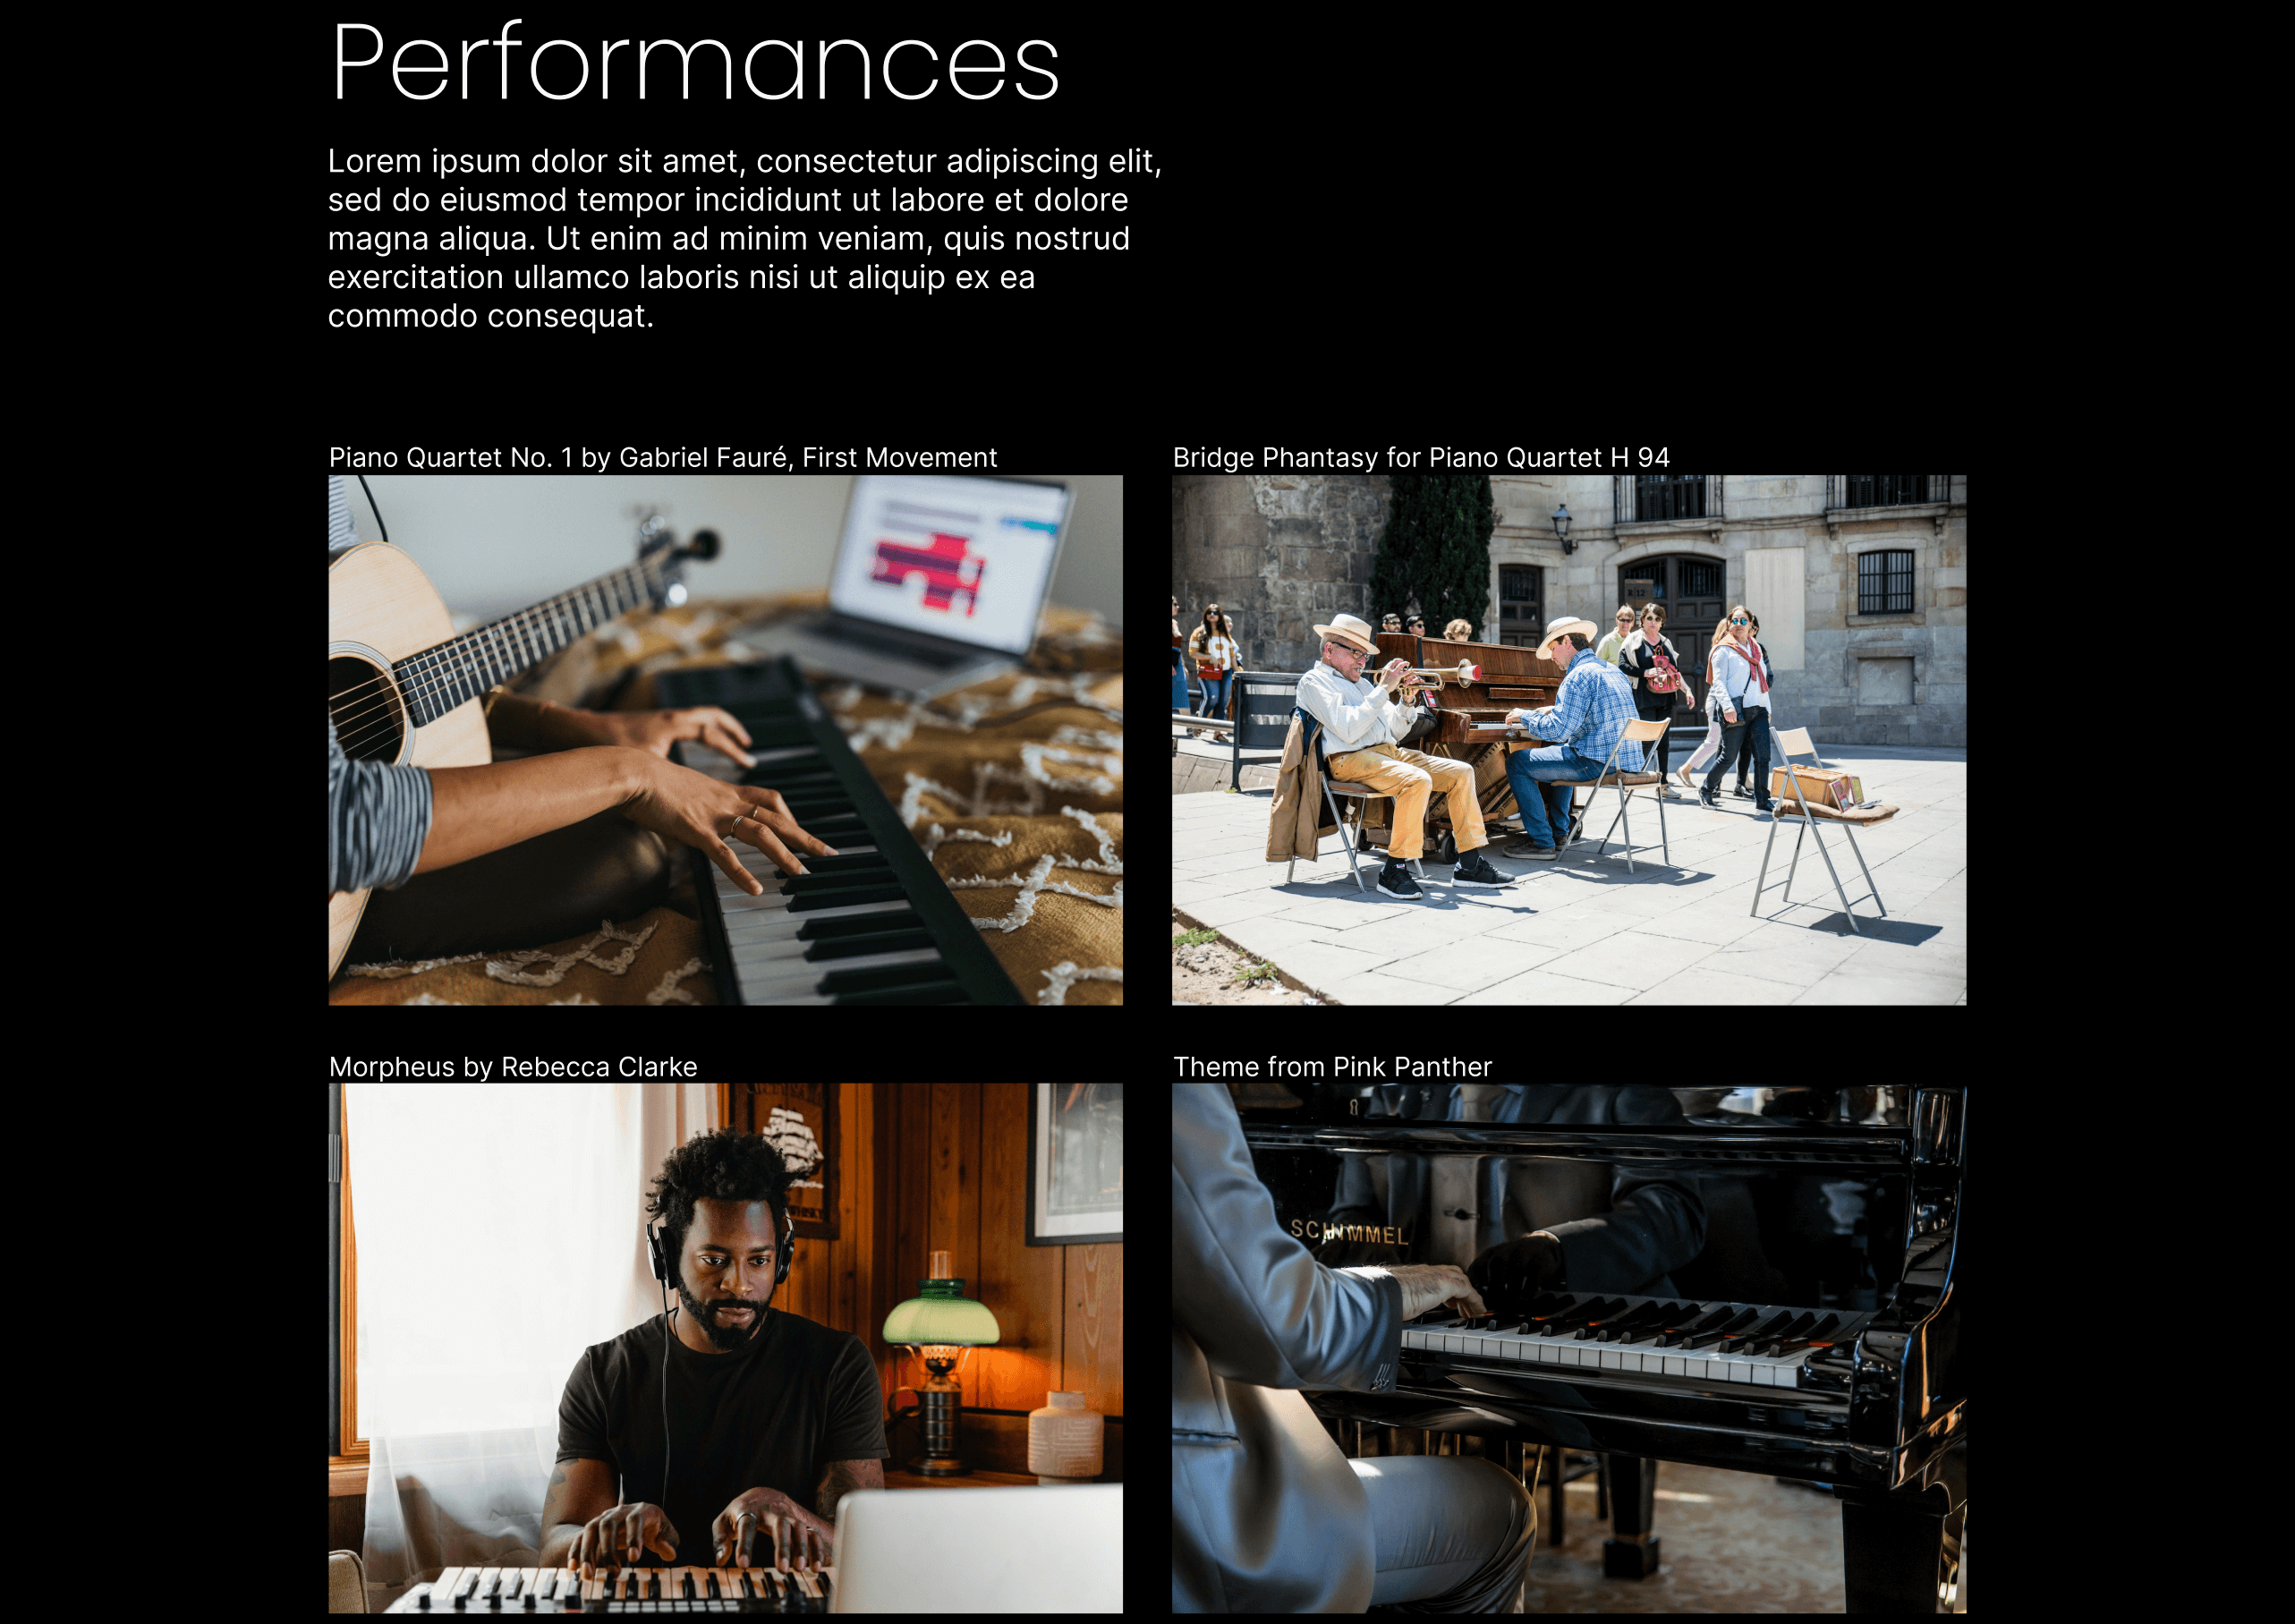 Performances
Lorem ipsum dolor sit amet, consectetur adipiscing elit,
sed do eiusmod tempor incididunt ut labore et dolore
magna aliqua. Ut enim ad minim veniam, quis nostrud
exercitation ullamco laboris nisi ut aliquip ex ea
commodo consequat.
Piano Quartet No. 1 by Gabriel Fauré, First Movement
Bridge Phantasy for Piano Quartet H 94
R 12
Morpheus by Rebecca Clarke
Theme from Pink Panther
WHISKY
SCHIMMEL